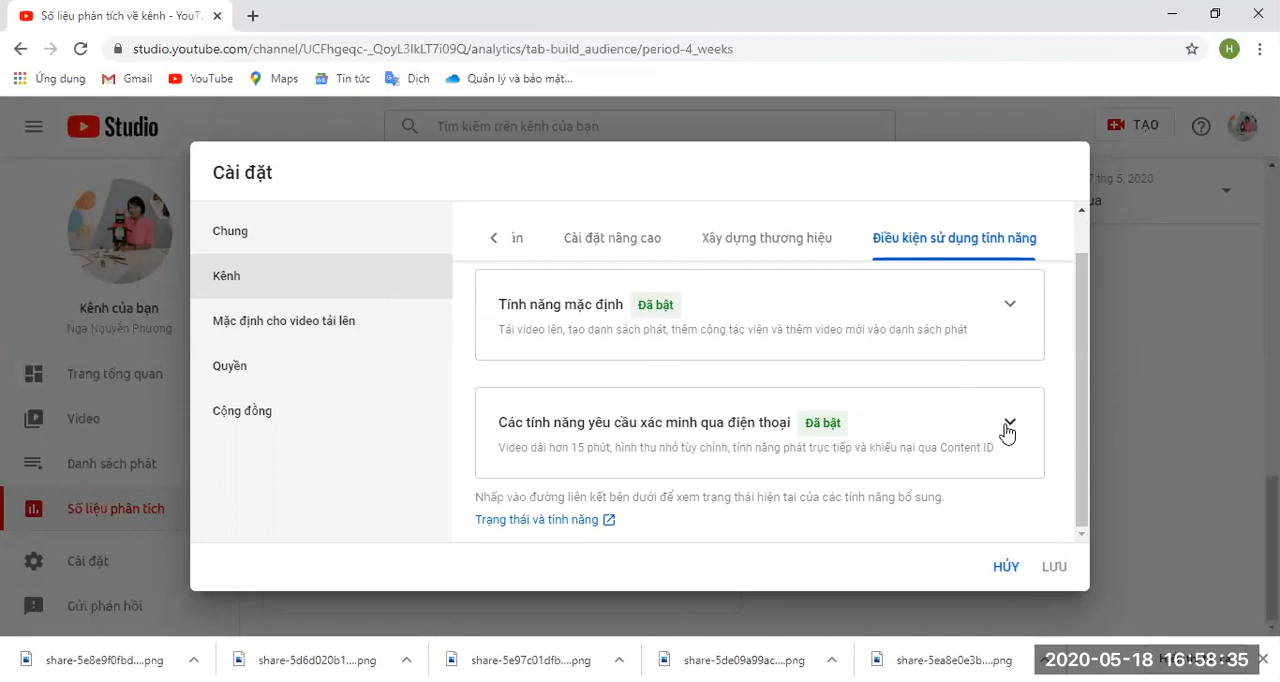 Số liệu phân tích về kênh - YouT
studio.youtube.com/channel/UCFhgeqc-_QoyL3lkLT7i09Q/analytics/tab-build_audience/period-4_weeks
H
Ứng dụng Gmail YouTube Maps Tin tức Dịch Quản lý và bảo mật...
Studio
Tìm kiếm trên kênh của bạn
TẠO
Cài đặt
7 thg 5, 2020
ua
Chung
Kênh
Mặc định cho video tải lên
Quyền
Cộng đồng
Cài đặt nâng cao
Xây dựng thương hiệu
Điều kiện sử dụng tính năng
Tính năng mặc định Đã bật
Tải video lên, tạo danh sách phát, thêm cộng tác viên và thêm video mới vào danh sách phát
Các tính năng yêu cầu xác minh qua điện thoại Đã bật
Video dài hơn 15 phút, hình thu nhỏ tùy chỉnh, tính năng phát trực tiếp và khiếu nại qua Content ID
Nhấp vào đường liên kết bên dưới để xem trạng thái hiện tại của các tính năng bổ sung.
Trạng thái và tính năng
HỦY LƯU
Kênh của bạn
Nga Nguyễn Phương
Trang tổng quan
Video
Danh sách phát
Số liệu phân tích
Cài đặt
Gửi phản hồi
share-5e8e9f0fbd....png
share-5d6d020b1....png
share-5e97c01dfb....png
share-5de09a99ac....png
share-5ea8e0e3b....png
2020-05-18 16:58:35